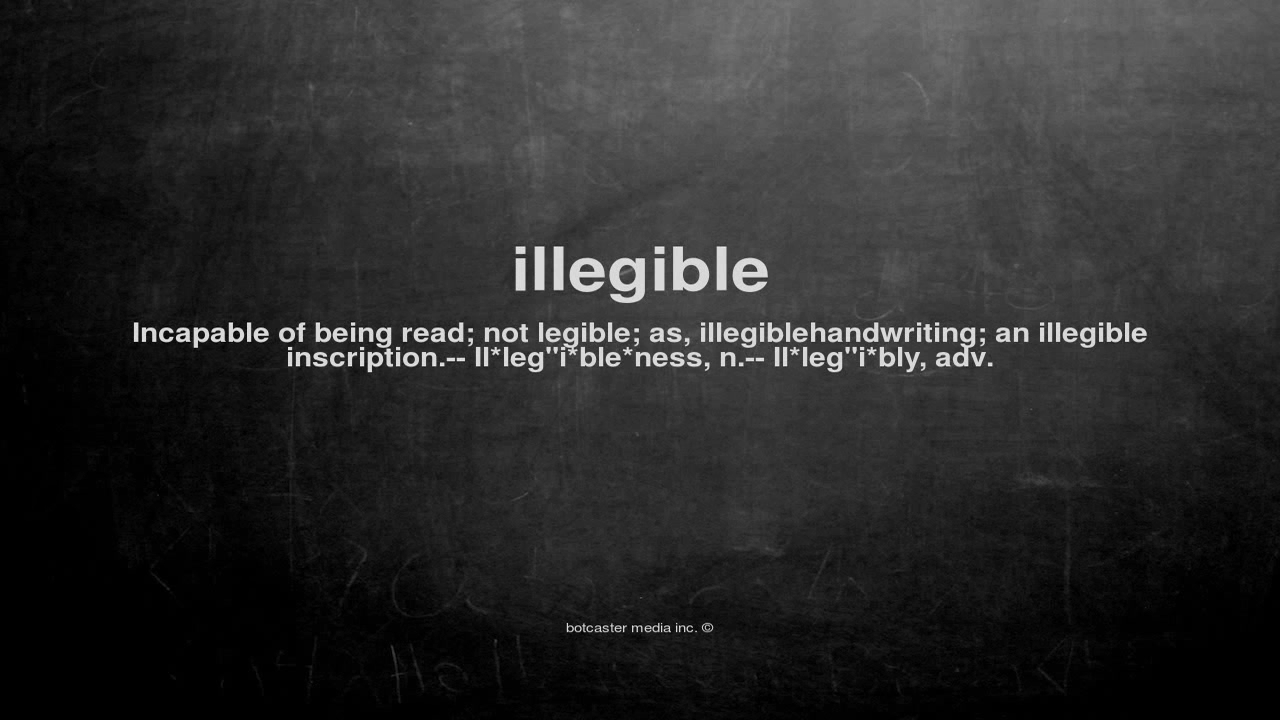 illegible
Incapable of being read; not legible; as, illegiblehandwriting; an illegible
inscription.-- Il*leg"i*ble*ness, n.-- Il*leg"i*bly, adv.
botcaster media inc. ©